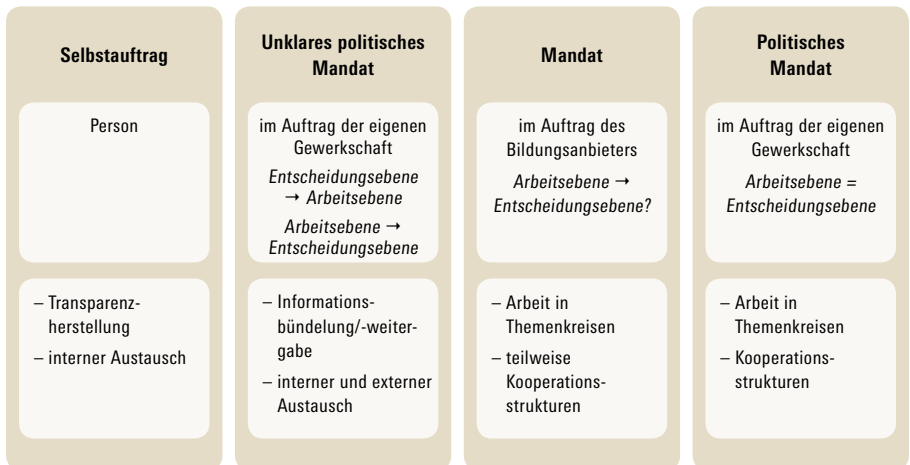 Selbstauftrag
Person
– Transparenz-
herstellung
– interner Austausch
Unklares politisches
Mandat
im Auftrag der eigenen
Gewerkschaft
Entscheidungsebene
→ Arbeitsebene
Arbeitsebene →
Entscheidungsebene
– Informations-
bündelung/-weiter-
gabe
– interner und externer
Austausch
Mandat
im Auftrag des
Bildungsanbieters
Arbeitsebene →
Entscheidungsebene?
– Arbeit in
Themenkreisen
– teilweise
Kooperations-
strukturen
Politisches
Mandat
im Auftrag der eigenen
Gewerkschaft
Arbeitsebene =
Entscheidungsebene
– Arbeit in
Themenkreisen
– Kooperations-
strukturen